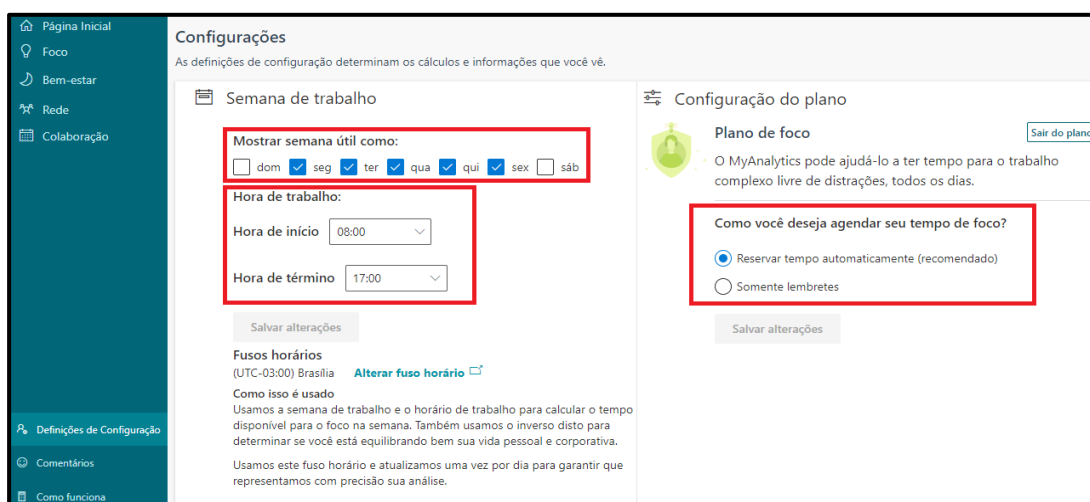 Página Inicial
Foco
Bem-estar
Rede
Colaboração
Definições de Configuração
Comentários
Como funciona
Configurações
As definições de configuração determinam os cálculos e informações que você vê.
Semana de trabalho
Mostrar semana útil como:
dom seg ter qua qui sex sáb
Hora de trabalho:
Hora de início 08:00
Hora de término 17:00
Salvar alterações
Fusos horários
(UTC-03:00) Brasília Alterar fuso horário
Como isso é usado
Usamos a semana de trabalho e o horário de trabalho para calcular o tempo
disponível para o foco na semana. Também usamos o inverso disto para
determinar se você está equilibrando bem sua vida pessoal e corporativa.
Usamos este fuso horário e atualizamos uma vez por dia para garantir que
representamos com precisão sua análise.
Configuração do plano
Plano de foco Sair do plano
O MyAnalytics pode ajudá-lo a ter tempo para o trabalho
complexo livre de distrações, todos os dias.
Como você deseja agendar seu tempo de foco?
Reservar tempo automaticamente (recomendado)
Somente lembretes
Salvar alterações